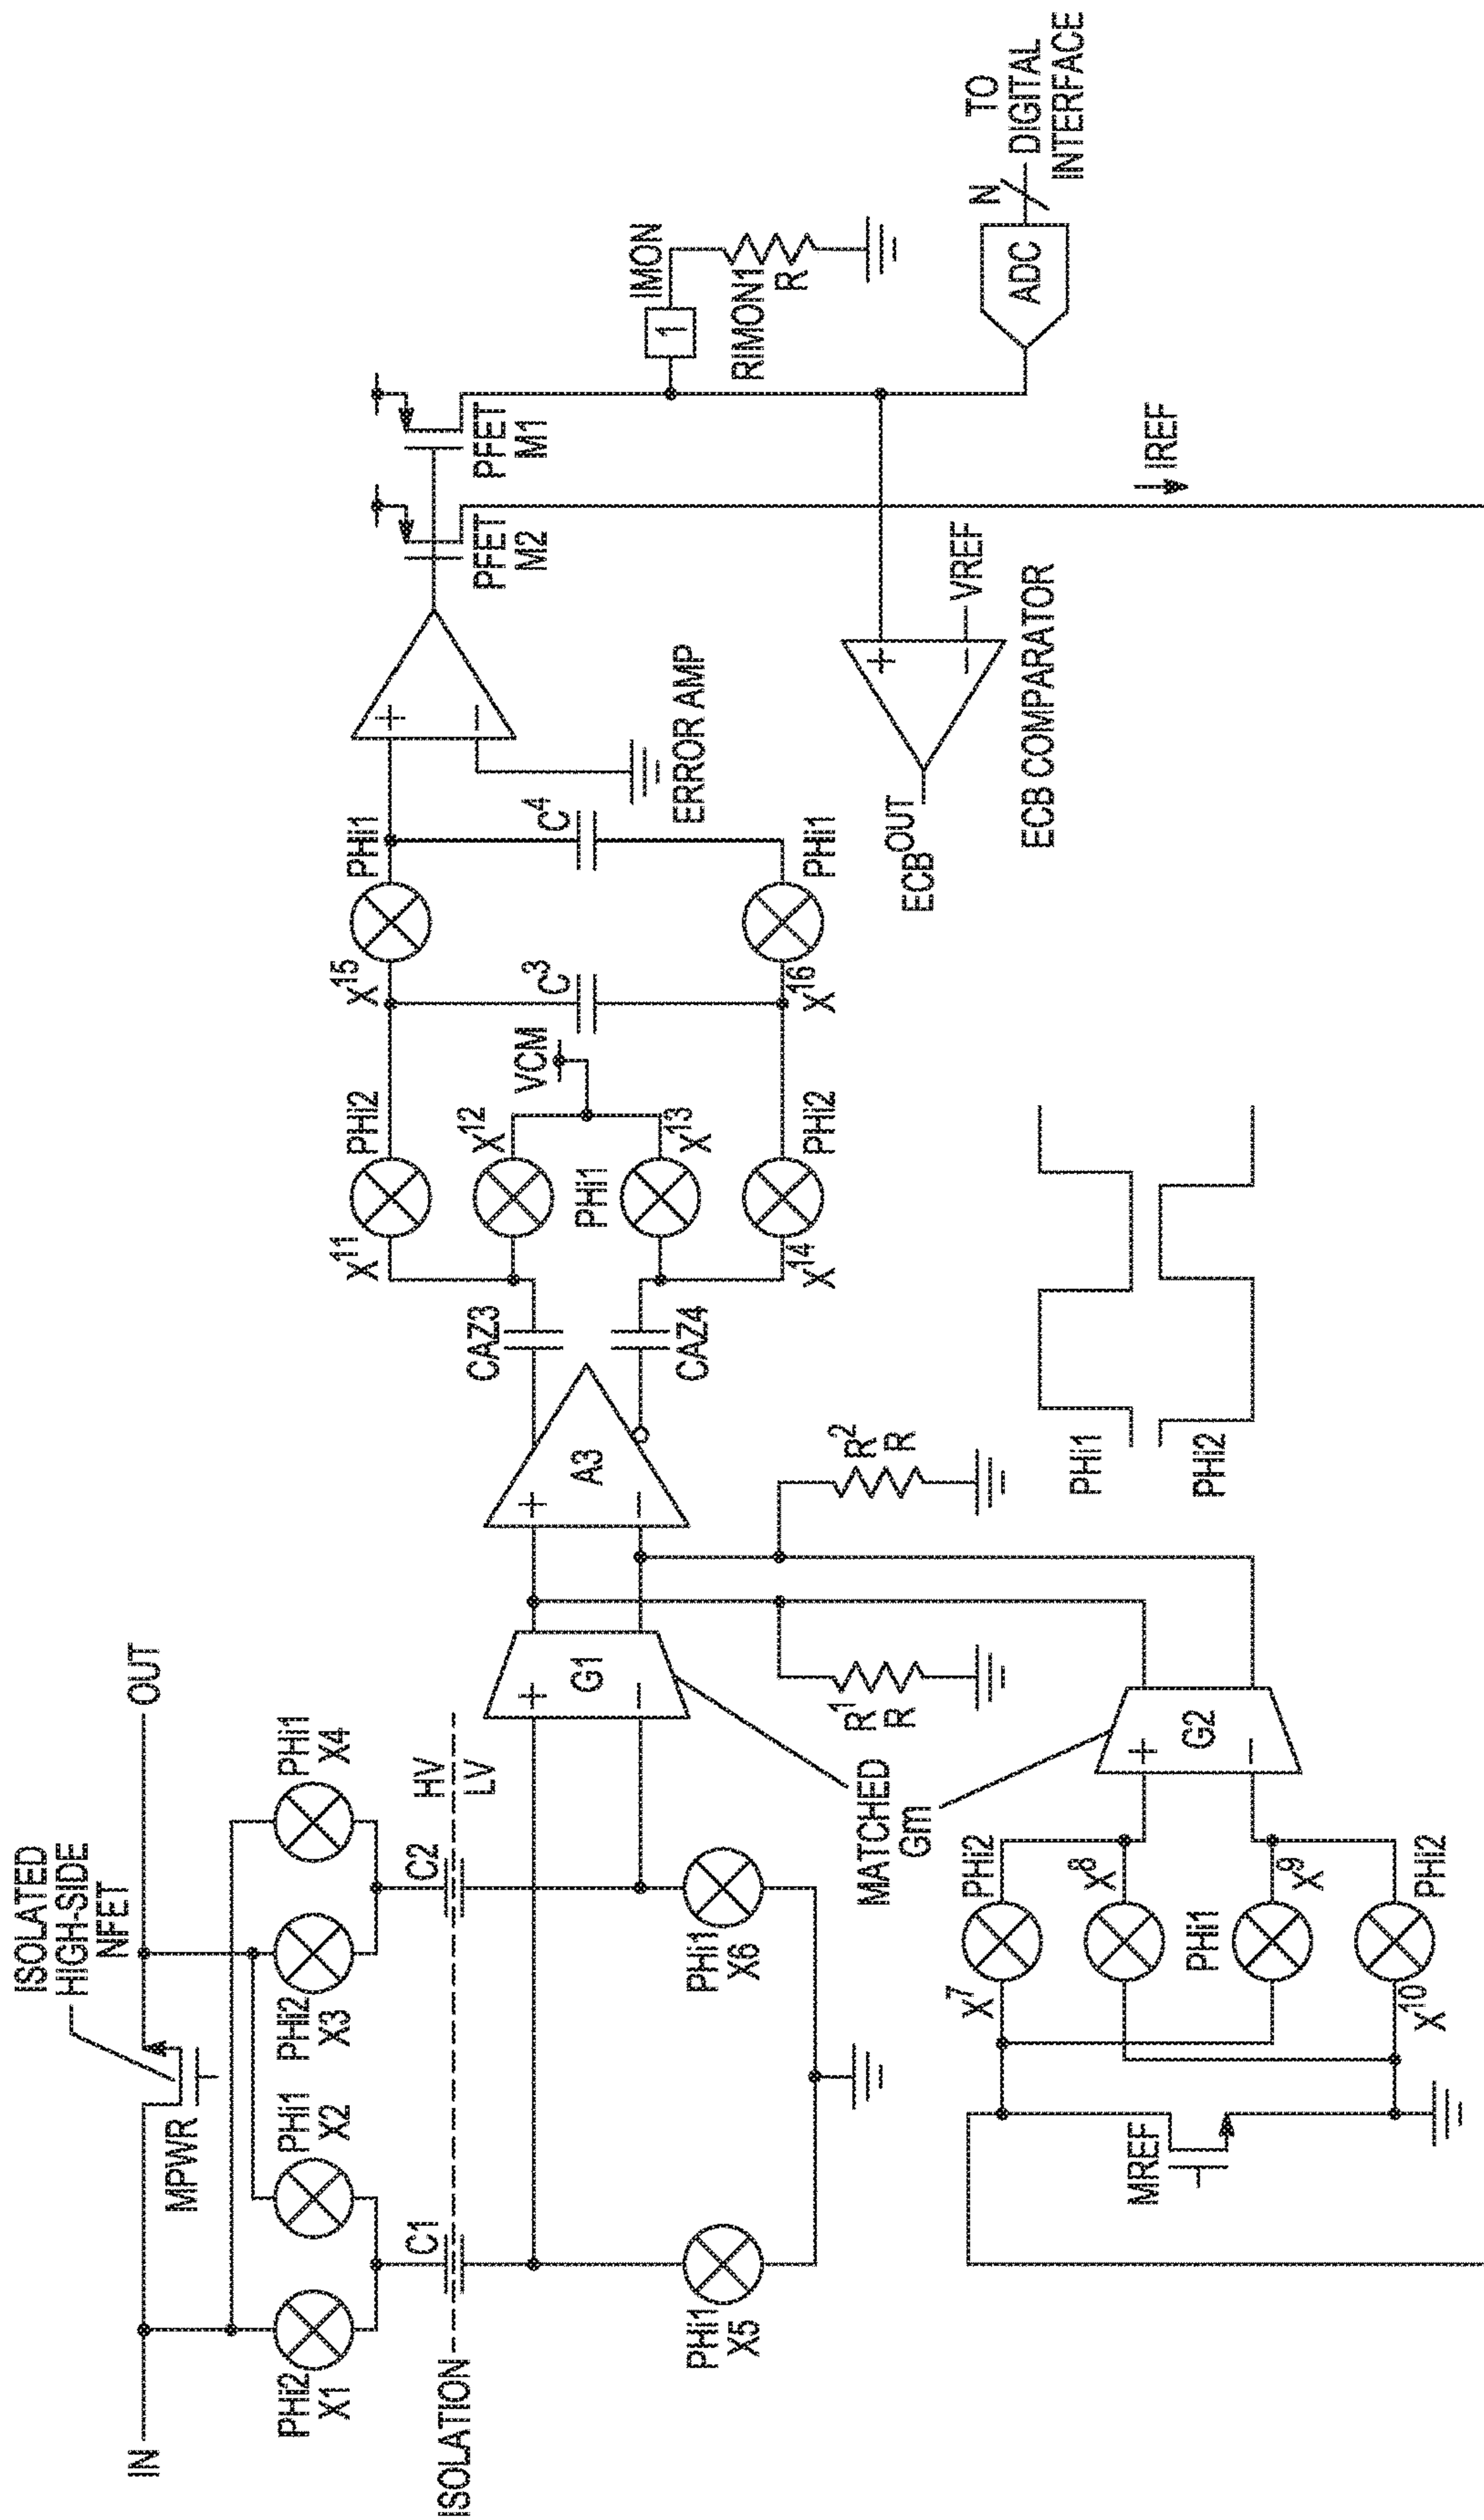 ISOLATED
HIGH-SIDE
NFET
IN
OUT
MPWR
PHi2
X1
PHi1
X2
PHi2
X3
PHi1
X4
C1
C2
HV
LV
ISOLATION
PHi1
X5
PHi1
X6
+
G1
−
MATCHED
Gm
+
A3
−
R1
R
R2
R
CAZ3
CAZ4
X11
PHi2
X12
PHi1
X13
X14
PHi2
VCM
C3
X15
PHi1
X16
PHi1
C4
+
−
ERROR AMP
PFET
M2
PFET
M1
IMON
1
RIMON1
R
ADC
N
TO
DIGITAL
INTERFACE
+
−
VREF
ECBOUT
ECB COMPARATOR
IREF
MREF
X7
PHi2
X8
PHi1
X9
X10
PHi2
+
G2
−
PHi1
PHi2